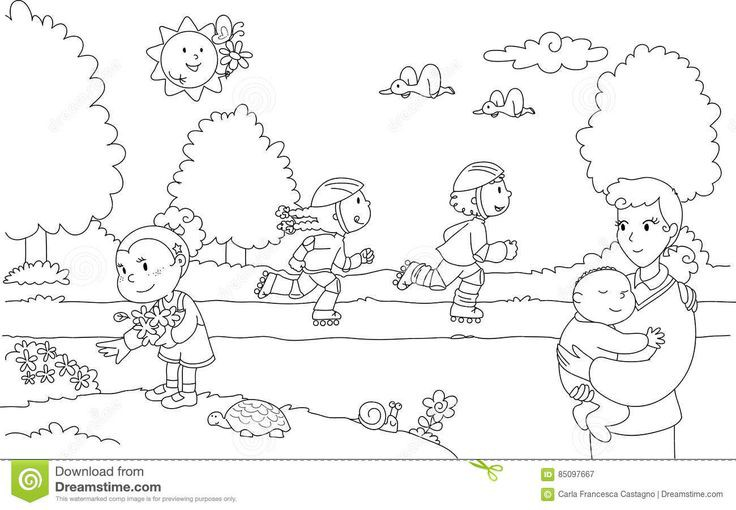 Download from
Dreamstime.com
This watermarked comp image is for previewing purposes only.
ID 85097667
© Carla Francesca Castagno | Dreamstime.com